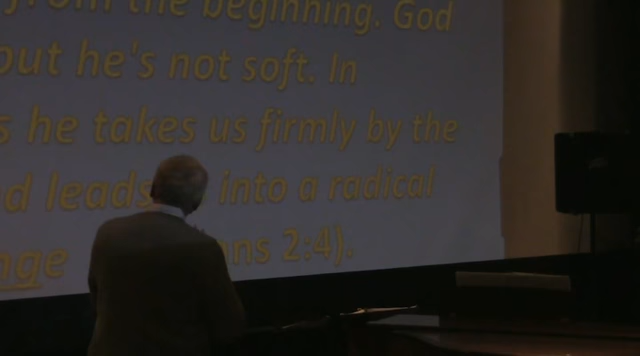 from the beginning. God
but he's not soft. In
s he takes us firmly by the
d leads into a radical
nge ns 2:4).